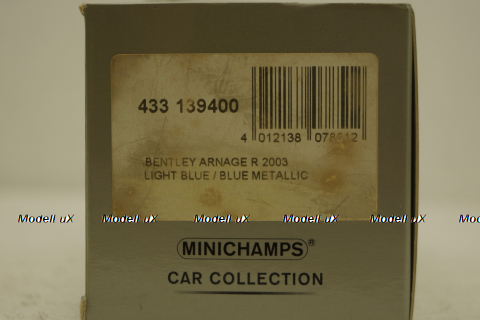 433 139400
4 012138 078512
BENTLEY ARNAGE R 2003
LIGHT BLUE / BLUE METALLIC
Modell uX Modell uX Modell uX Modell uX Modell uX Mo
MINICHAMPS®
CAR COLLECTION